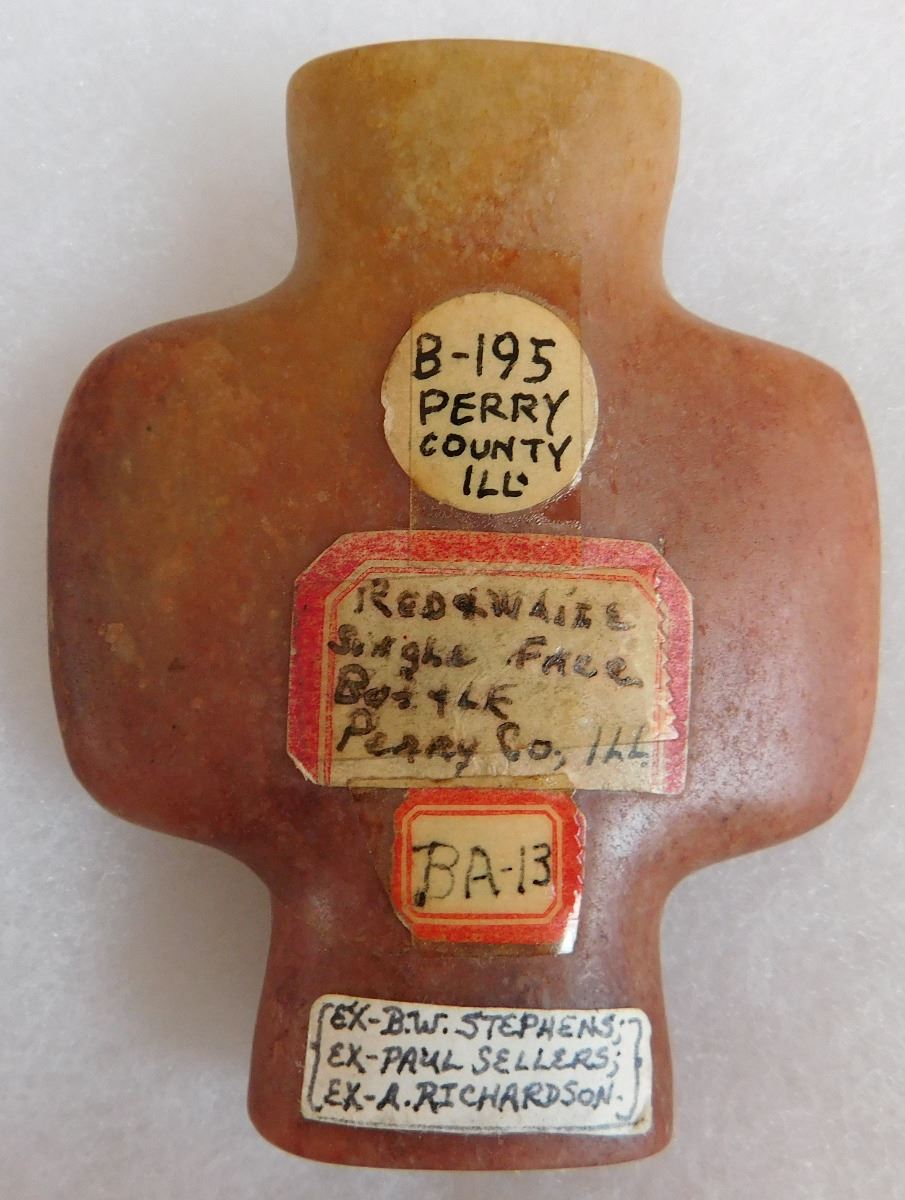 B-195
PERRY
COUNTY
ILL.
RED & WHITE
Single Face
BOTTLE
Perry Co, ILL
BA-13
EX-B.W. STEPHENS;
EX-PAUL SELLERS;
EX-A. RICHARDSON.